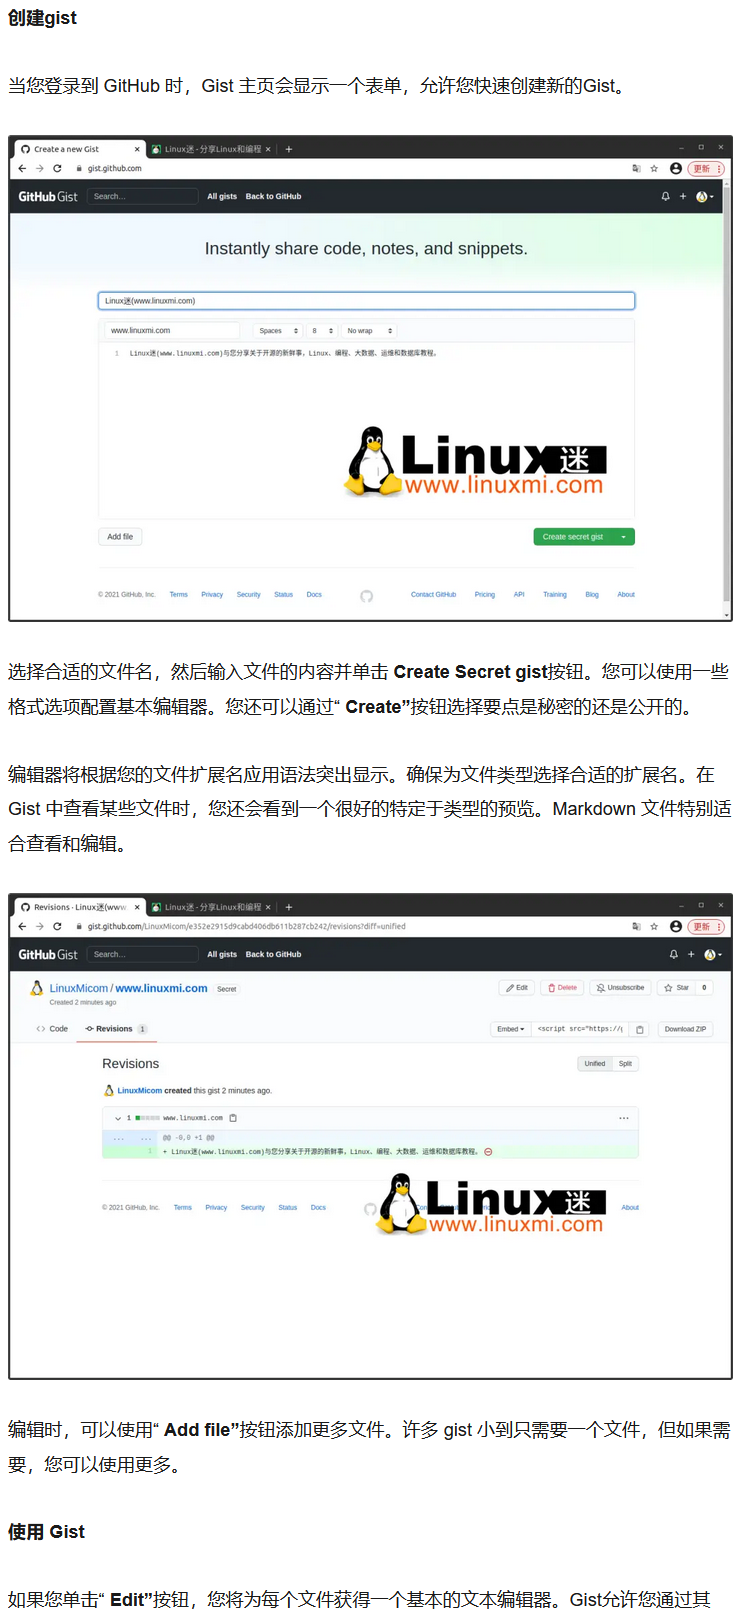 创建gist
当您登录到 GitHub 时，Gist 主页会显示一个表单，允许您快速创建新的Gist。
Create a new Gist × Linux迷 - 分享Linux和编程 × +
gist.github.com 更新
GitHub Gist Search... All gists Back to GitHub
Instantly share code, notes, and snippets.
Linux迷(www.linuxmi.com)
www.linuxmi.com Spaces 8 No wrap
1 Linux迷(www.linuxmi.com)与您分享关于开源的新鲜事，Linux、编程、大数据、运维和数据库教程。
Linux迷
www.linuxmi.com
Add file Create secret gist
© 2021 GitHub, Inc. Terms Privacy Security Status Docs Contact GitHub Pricing API Training Blog About
选择合适的文件名，然后输入文件的内容并单击 Create Secret gist按钮。您可以使用一些
格式选项配置基本编辑器。您还可以通过“ Create”按钮选择要点是秘密的还是公开的。
编辑器将根据您的文件扩展名应用语法突出显示。确保为文件类型选择合适的扩展名。在
Gist 中查看某些文件时，您还会看到一个很好的特定于类型的预览。Markdown 文件特别适
合查看和编辑。
Revisions · Linux迷(www × Linux迷 - 分享Linux和编程 × +
gist.github.com/LinuxMicom/e352e2915d9cabd406db611b287cb242/revisions?diff=unified 更新
GitHub Gist Search... All gists Back to GitHub
LinuxMicom / www.linuxmi.com Secret Edit Delete Unsubscribe Star 0
Created 2 minutes ago
Code Revisions 1 Embed <script src="https://g Download ZIP
Revisions Unified Split
LinuxMicom created this gist 2 minutes ago.
1 www.linuxmi.com ...
... ... @@ -0,0 +1 @@
1 + Linux迷(www.linuxmi.com)与您分享关于开源的新鲜事，Linux、编程、大数据、运维和数据库教程。
Linux迷
www.linuxmi.com
© 2021 GitHub, Inc. Terms Privacy Security Status Docs About
编辑时，可以使用“ Add file”按钮添加更多文件。许多 gist 小到只需要一个文件，但如果需
要，您可以使用更多。
使用 Gist
如果您单击“ Edit”按钮，您将为每个文件获得一个基本的文本编辑器。Gist允许您通过其